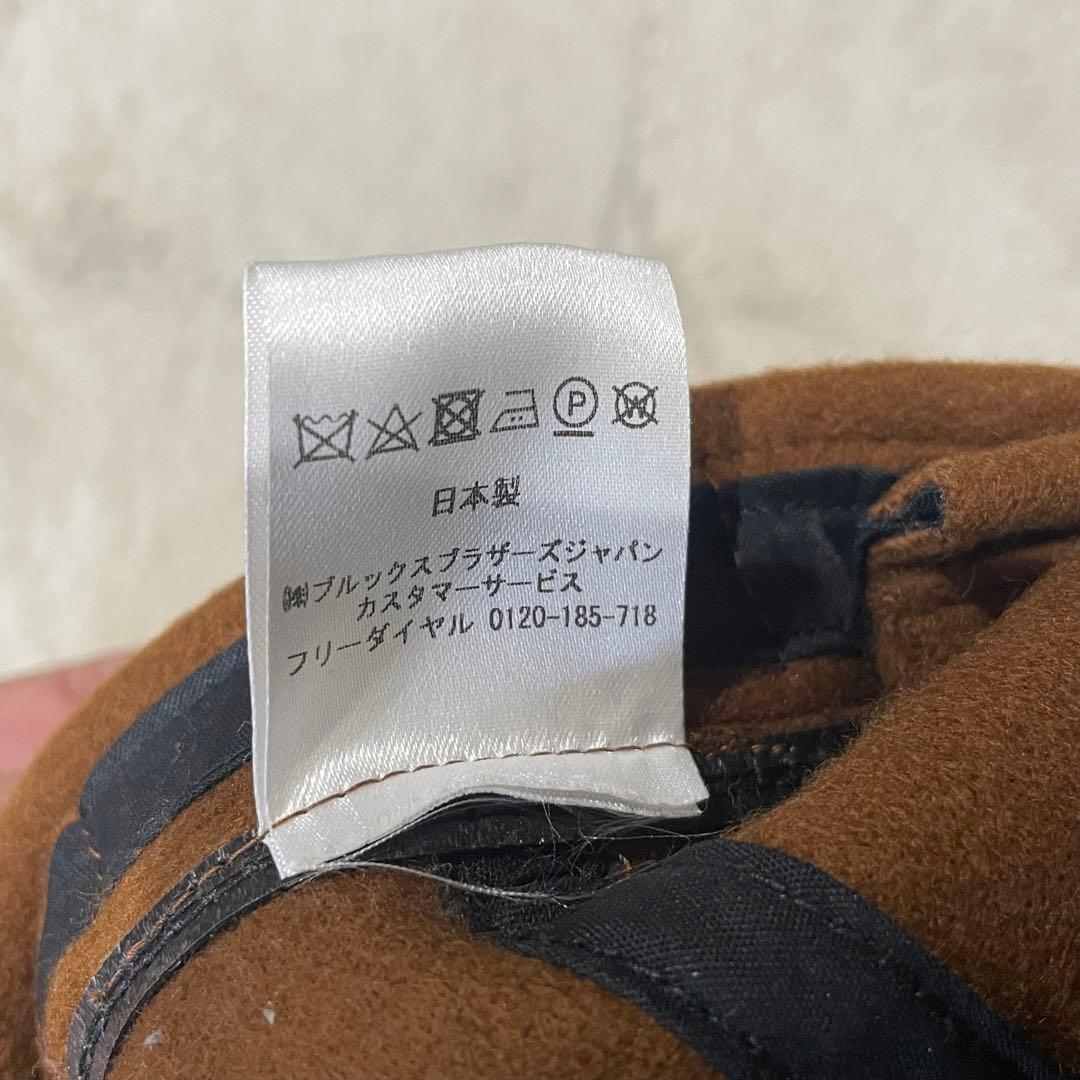 P W
日本製
㈱ブルックスブラザーズジャパン
カスタマーサービス
フリーダイヤル 0120-185-718